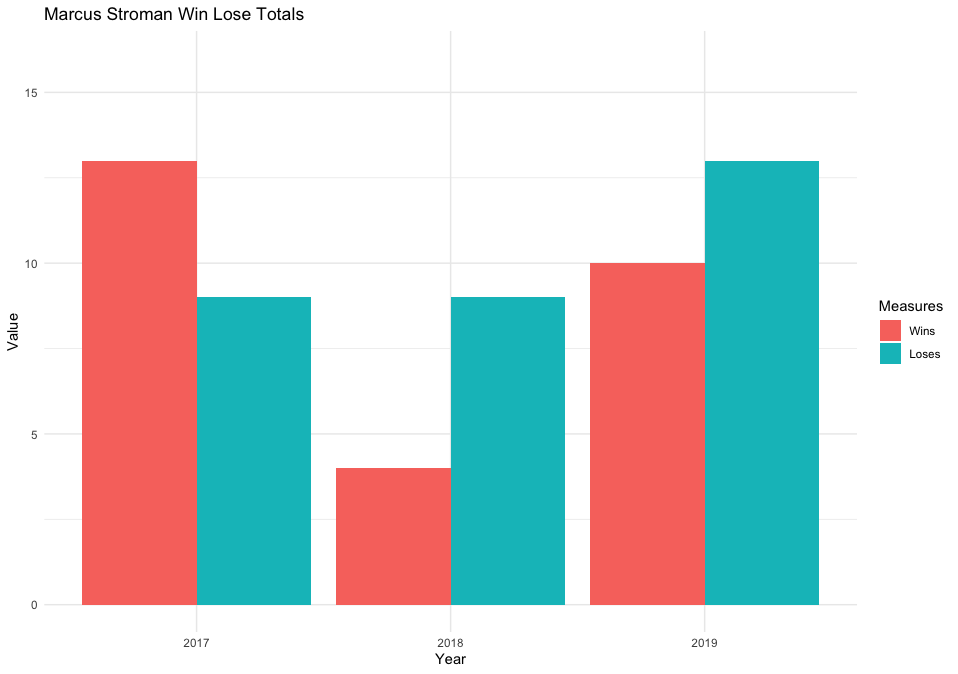 Marcus Stroman Win Lose Totals
15
10
5
0
Value
2017 2018 2019
Year
Measures
Wins
Loses